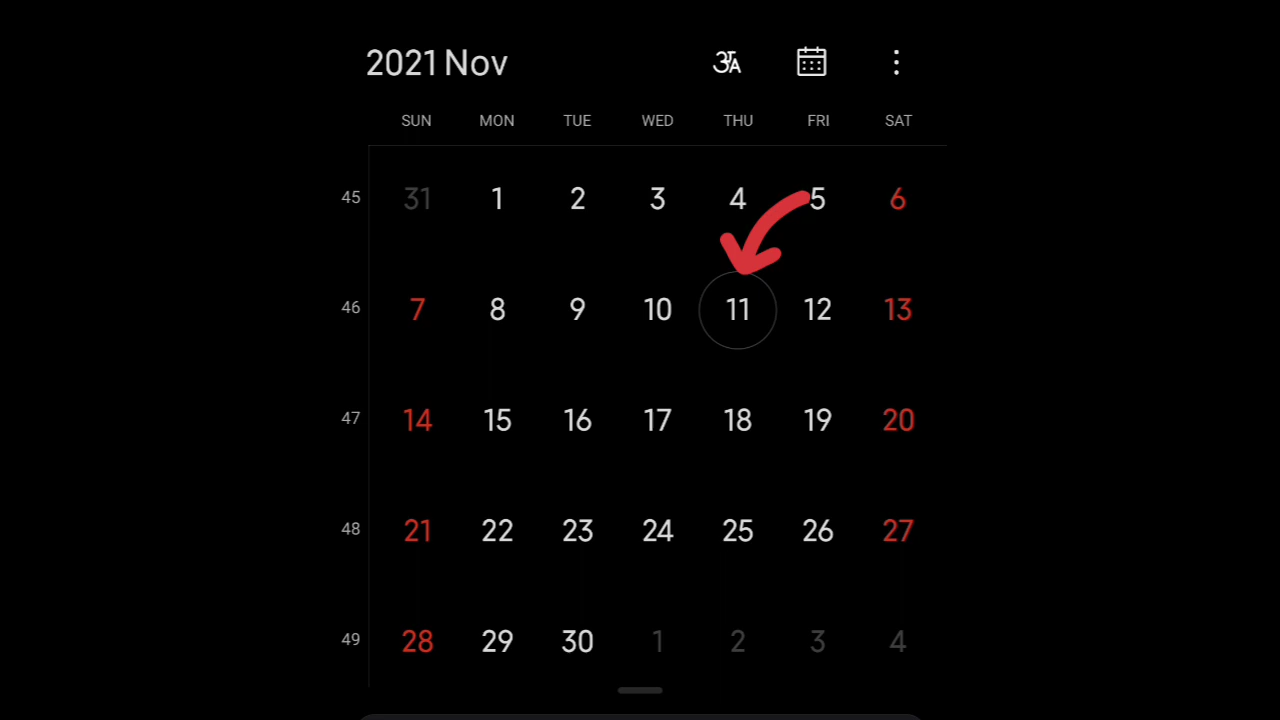 2021 Nov
SUN MON TUE WED THU FRI SAT
45 31 1 2 3 4 5 6
46 7 8 9 10 11 12 13
47 14 15 16 17 18 19 20
48 21 22 23 24 25 26 27
49 28 29 30 1 2 3 4